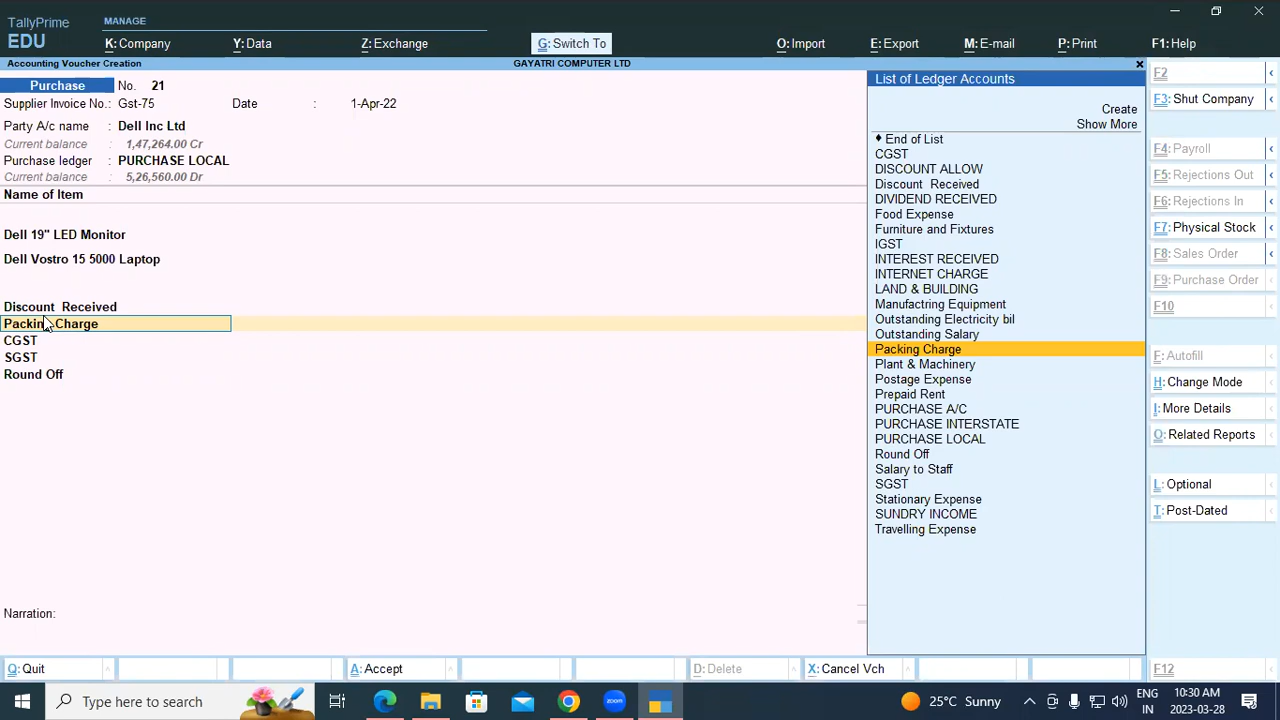 TallyPrime
EDU
MANAGE
K: Company
Y: Data
Z: Exchange
G: Switch To
O: Import
E: Export
M: E-mail
P: Print
F1: Help
Accounting Voucher Creation
GAYATRI COMPUTER LTD
Purchase No. 21
Supplier Invoice No.: Gst-75 Date : 1-Apr-22
Party A/c name : Dell Inc Ltd
Current balance : 1,47,264.00 Cr
Purchase ledger : PURCHASE LOCAL
Current balance : 5,26,560.00 Dr
Name of Item
Dell 19" LED Monitor
Dell Vostro 15 5000 Laptop
Discount Received
Packing Charge
CGST
SGST
Round Off
Narration:
List of Ledger Accounts
Create
Show More
♦ End of List
CGST
DISCOUNT ALLOW
Discount Received
DIVIDEND RECEIVED
Food Expense
Furniture and Fixtures
IGST
INTEREST RECEIVED
INTERNET CHARGE
LAND & BUILDING
Manufactring Equipment
Outstanding Electricity bil
Outstanding Salary
Packing Charge
Plant & Machinery
Postage Expense
Prepaid Rent
PURCHASE A/C
PURCHASE INTERSTATE
PURCHASE LOCAL
Round Off
Salary to Staff
SGST
Stationary Expense
SUNDRY INCOME
Travelling Expense
F2
F3: Shut Company
F4: Payroll
F5: Rejections Out
F6: Rejections In
F7: Physical Stock
F8: Sales Order
F9: Purchase Order
F10
F: Autofill
H: Change Mode
I: More Details
O: Related Reports
L: Optional
T: Post-Dated
F12
Q: Quit
A: Accept
D: Delete
X: Cancel Vch
Type here to search
zoom
25°C Sunny
ENG
IN
10:30 AM
2023-03-28